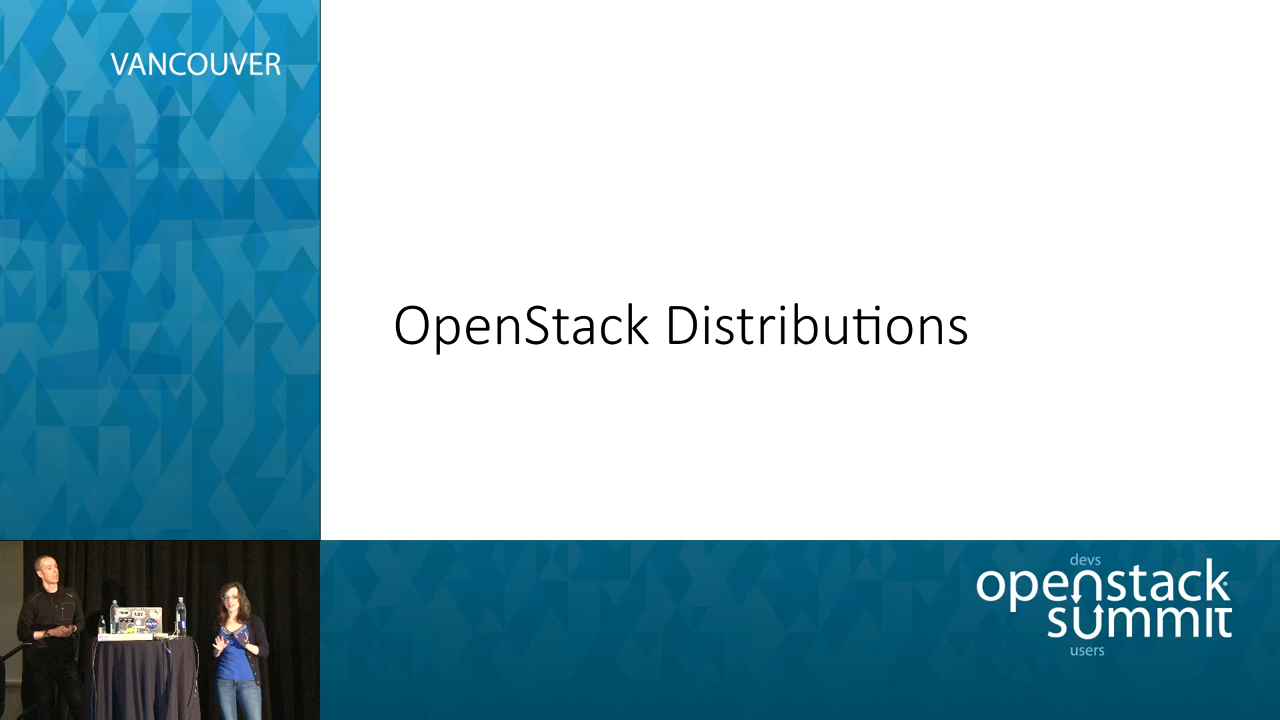 VANCOUVER
OpenStack Distributions
devs
openstack
summit
users